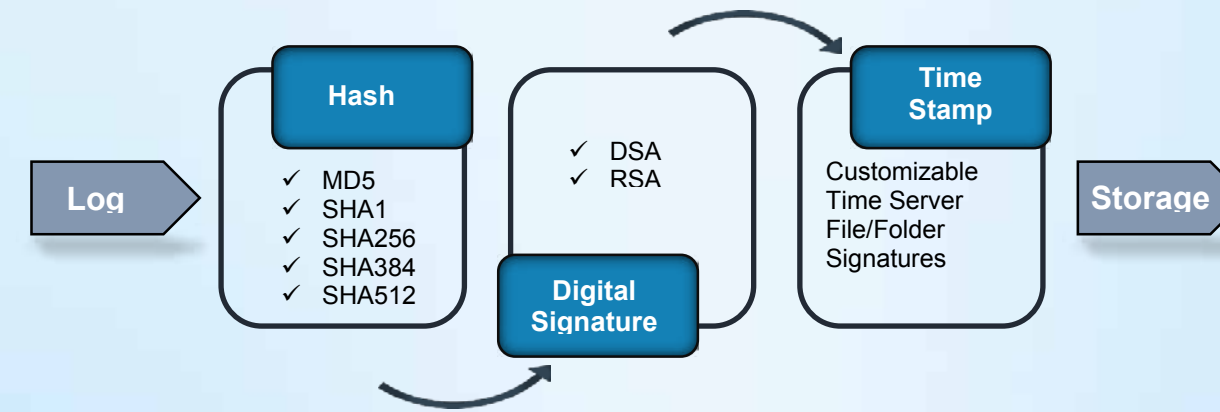 Log
Hash
✓ MD5
✓ SHA1
✓ SHA256
✓ SHA384
✓ SHA512
✓ DSA
✓ RSA
Digital
Signature
Time
Stamp
Customizable
Time Server
File/Folder
Signatures
Storage